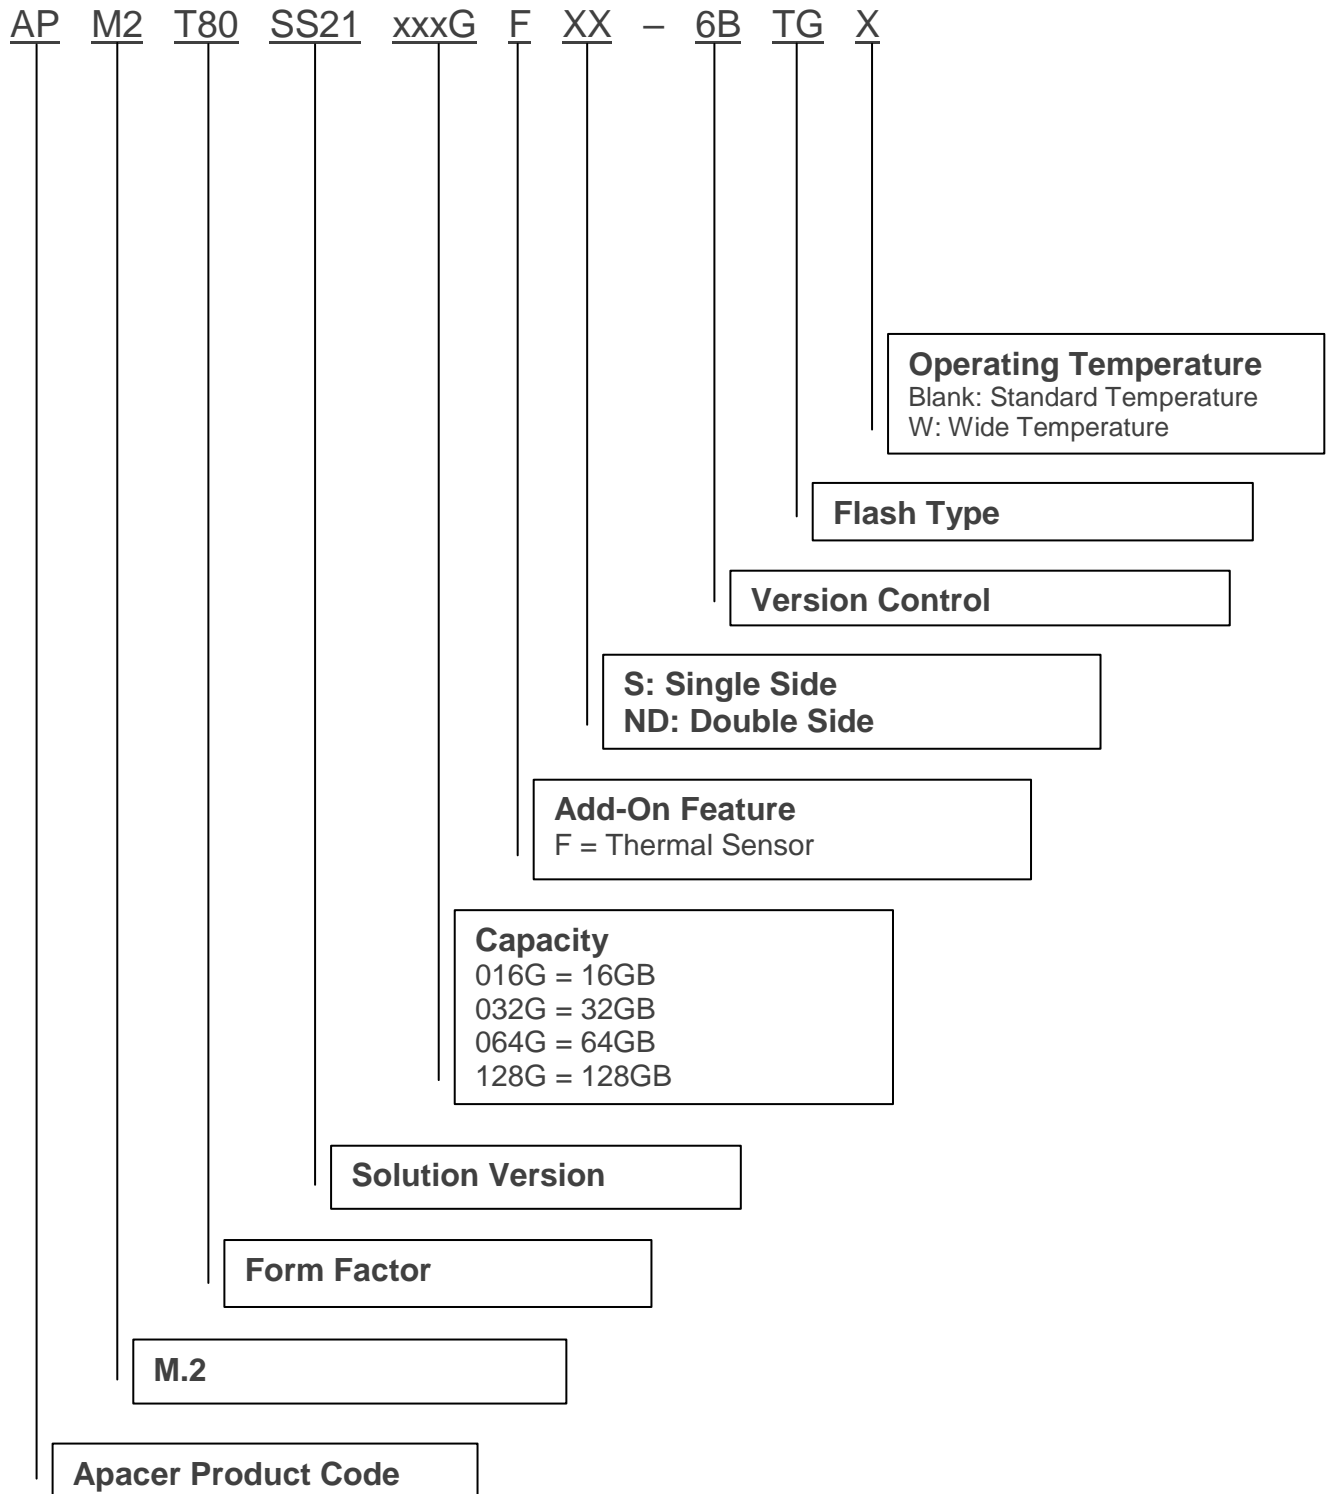 AP M2 T80 SS21 xxxG F XX – 6B TG X
Operating Temperature
Blank: Standard Temperature
W: Wide Temperature
Flash Type
Version Control
S: Single Side
ND: Double Side
Add-On Feature
F = Thermal Sensor
Capacity
016G = 16GB
032G = 32GB
064G = 64GB
128G = 128GB
Solution Version
Form Factor
M.2
Apacer Product Code